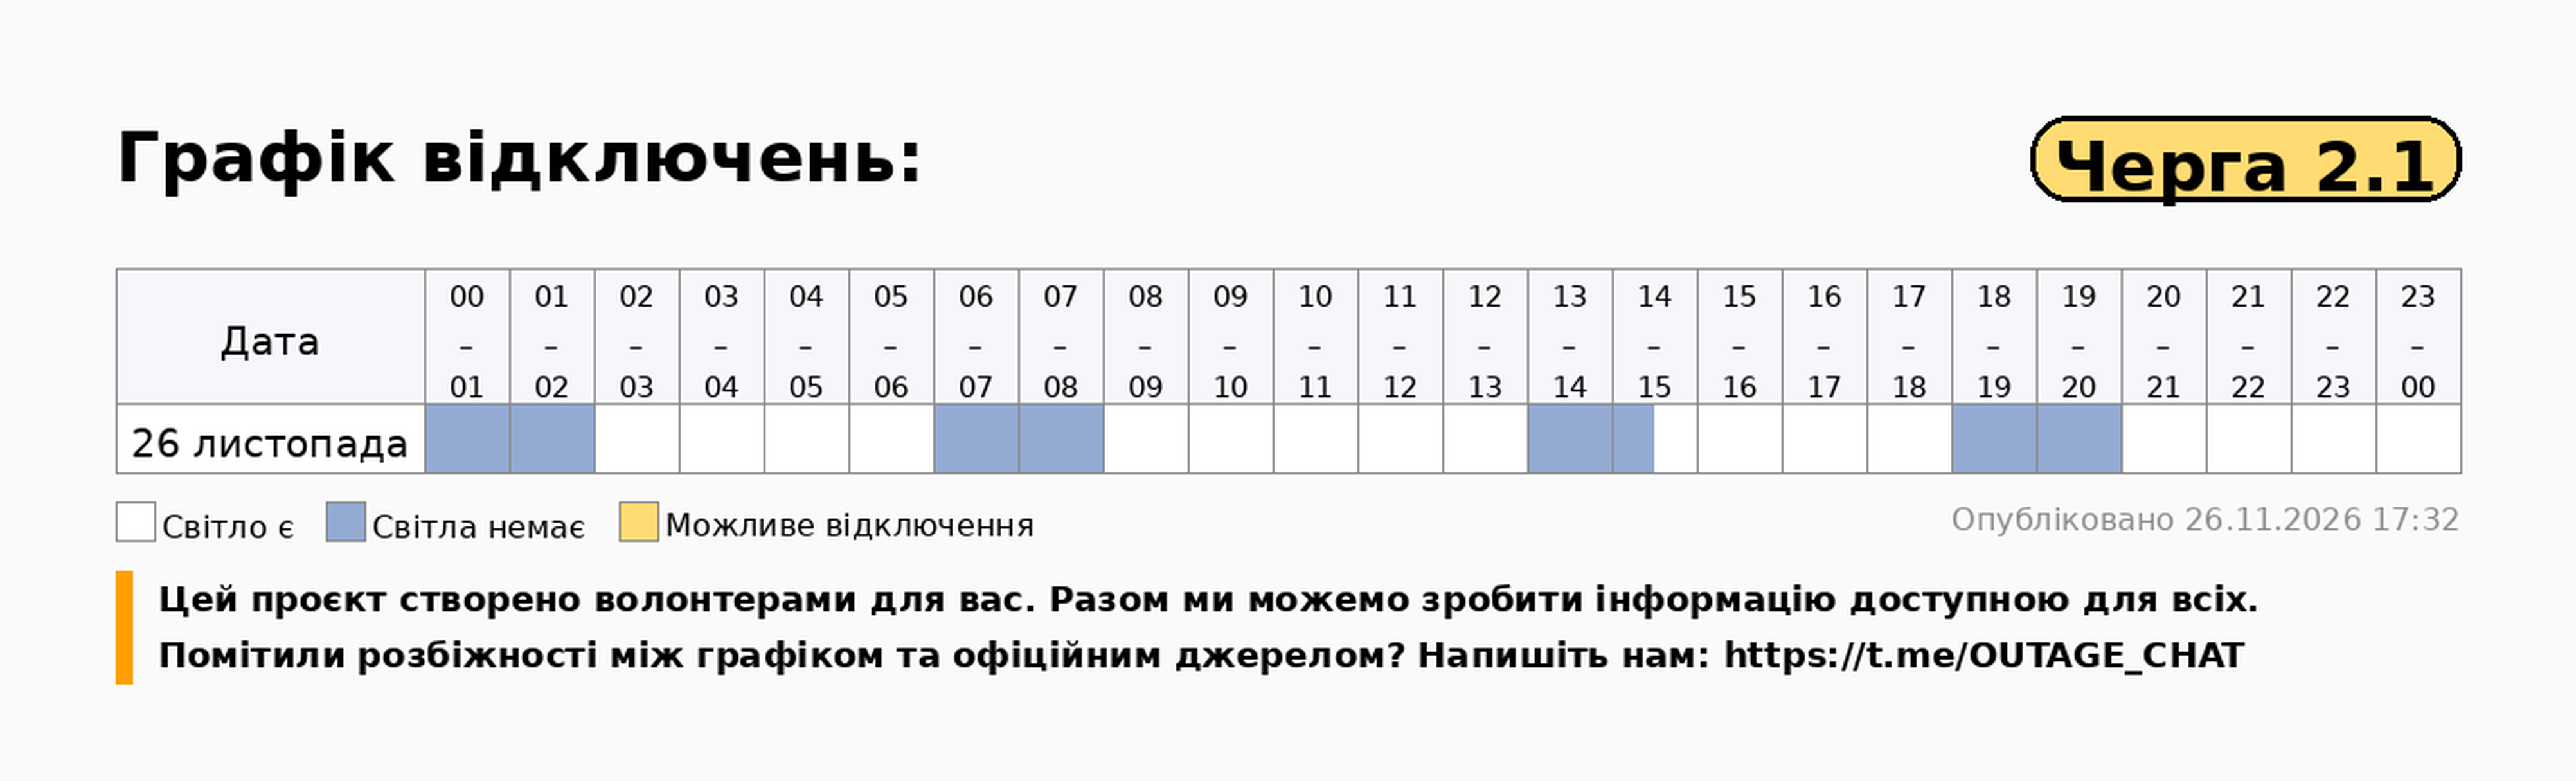 Графік відключень:
Черга 2.1
Дата
00 – 01
01 – 02
02 – 03
03 – 04
04 – 05
05 – 06
06 – 07
07 – 08
08 – 09
09 – 10
10 – 11
11 – 12
12 – 13
13 – 14
14 – 15
15 – 16
16 – 17
17 – 18
18 – 19
19 – 20
20 – 21
21 – 22
22 – 23
23 – 00
26 листопада
Світло є
Світла немає
Можливе відключення
Опубліковано 26.11.2026 17:32
Цей проєкт створено волонтерами для вас. Разом ми можемо зробити інформацію доступною для всіх.
Помітили розбіжності між графіком та офіційним джерелом? Напишіть нам: https://t.me/OUTAGE_CHAT